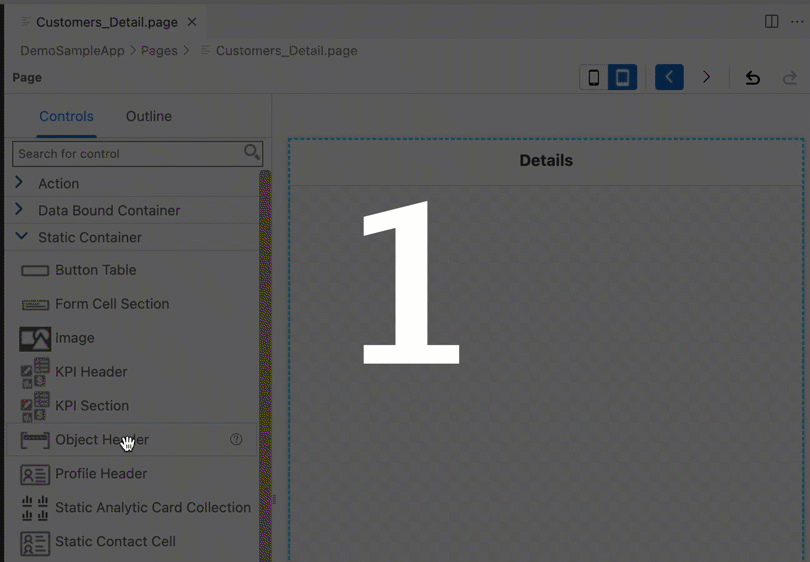 Customers_Detail.page
DemoSampleApp > Pages > Customers_Detail.page
Page
Controls Outline
Search for control
Action
Data Bound Container
Static Container
Button Table
Form Cell Section
Image
KPI Header
KPI Section
Object Header
Profile Header
Static Analytic Card Collection
Static Contact Cell
Details
1